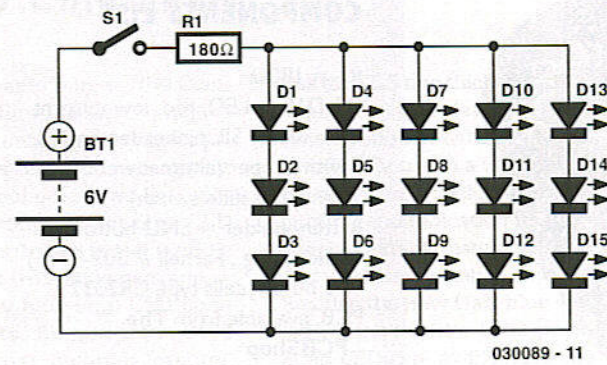 S1
R1
180Ω
D1 D4 D7 D10 D13
+
BT1
D2 D5 D8 D11 D14
6V
D3 D6 D9 D12 D15
−
030089 - 11